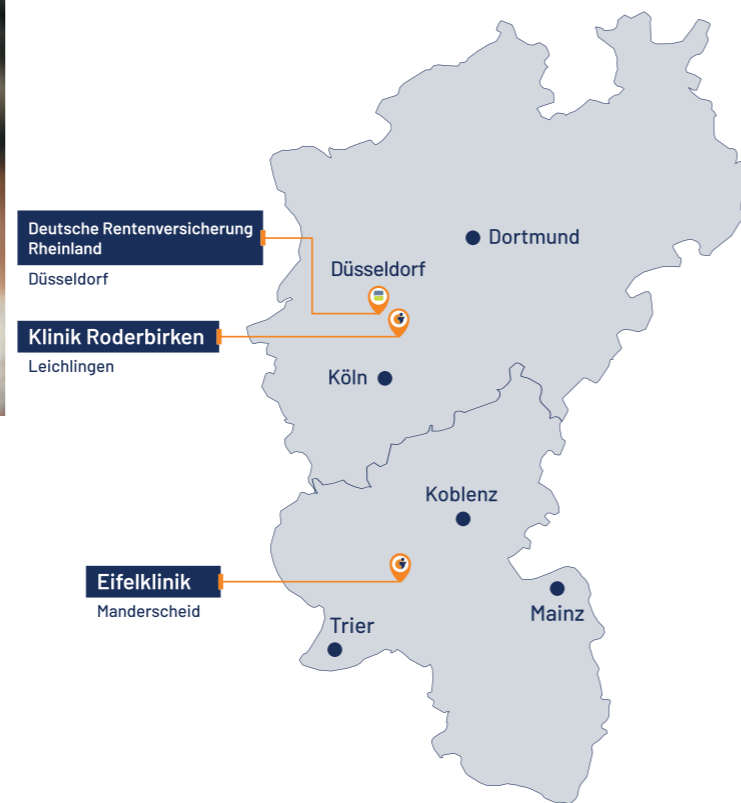 Deutsche Rentenversicherung
Rheinland
Düsseldorf
Klinik Roderbirken
Leichlingen
Eifelklinik
Manderscheid
Dortmund
Düsseldorf
Köln
Koblenz
Mainz
Trier